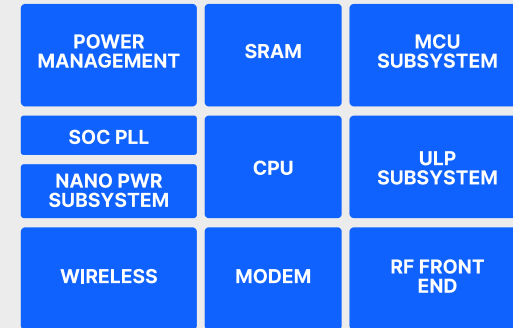 POWER
MANAGEMENT
SRAM
MCU
SUBSYSTEM
SOC PLL
NANO PWR
SUBSYSTEM
CPU
ULP
SUBSYSTEM
WIRELESS
MODEM
RF FRONT
END